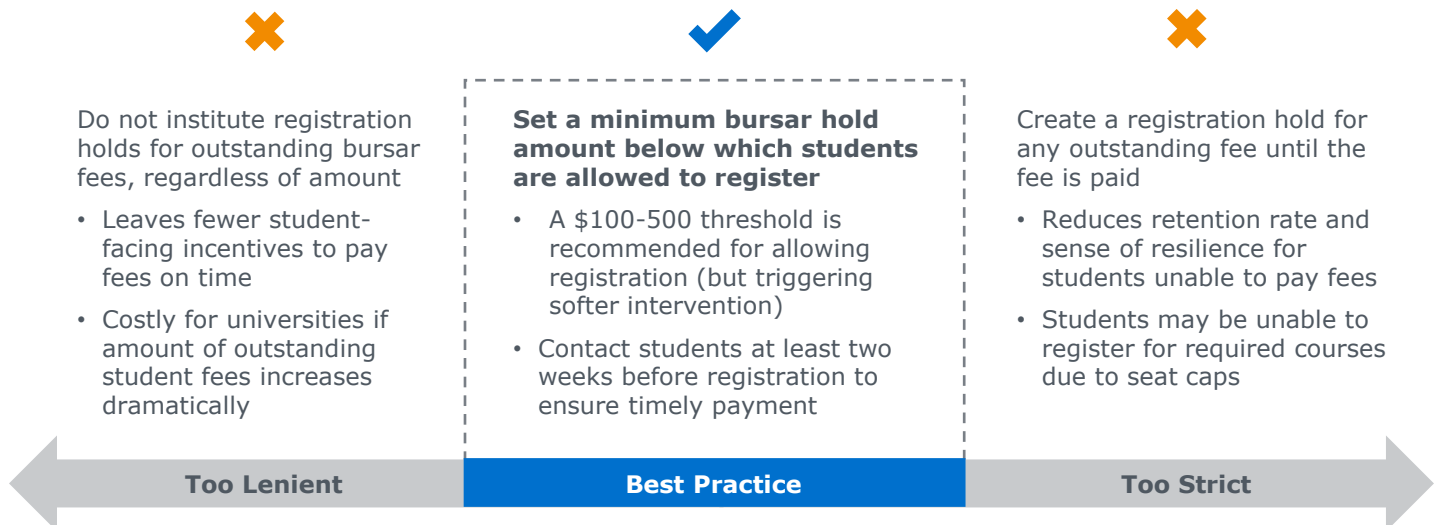 Do not institute registration
holds for outstanding bursar
fees, regardless of amount
• Leaves fewer student-
facing incentives to pay
fees on time
• Costly for universities if
amount of outstanding
student fees increases
dramatically
Set a minimum bursar hold
amount below which students
are allowed to register
• A $100-500 threshold is
recommended for allowing
registration (but triggering
softer intervention)
• Contact students at least two
weeks before registration to
ensure timely payment
Create a registration hold for
any outstanding fee until the
fee is paid
• Reduces retention rate and
sense of resilience for
students unable to pay fees
• Students may be unable to
register for required courses
due to seat caps
Too Lenient
Best Practice
Too Strict